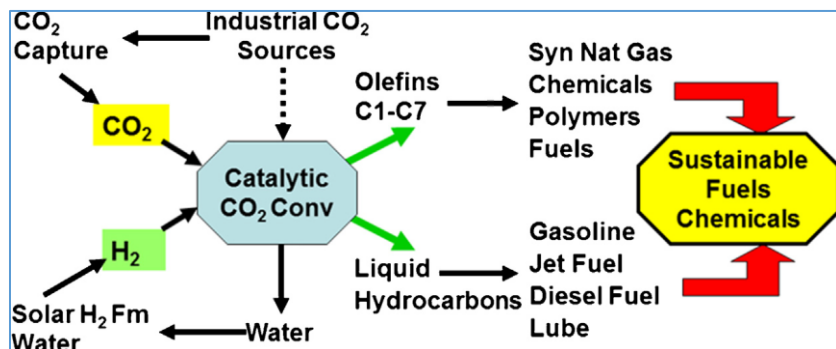 CO₂
Capture
Industrial CO₂
Sources
CO₂
H₂
Solar H₂ Fm
Water
Catalytic
CO₂ Conv
Water
Olefins
C1-C7
Liquid
Hydrocarbons
Syn Nat Gas
Chemicals
Polymers
Fuels
Gasoline
Jet Fuel
Diesel Fuel
Lube
Sustainable
Fuels
Chemicals